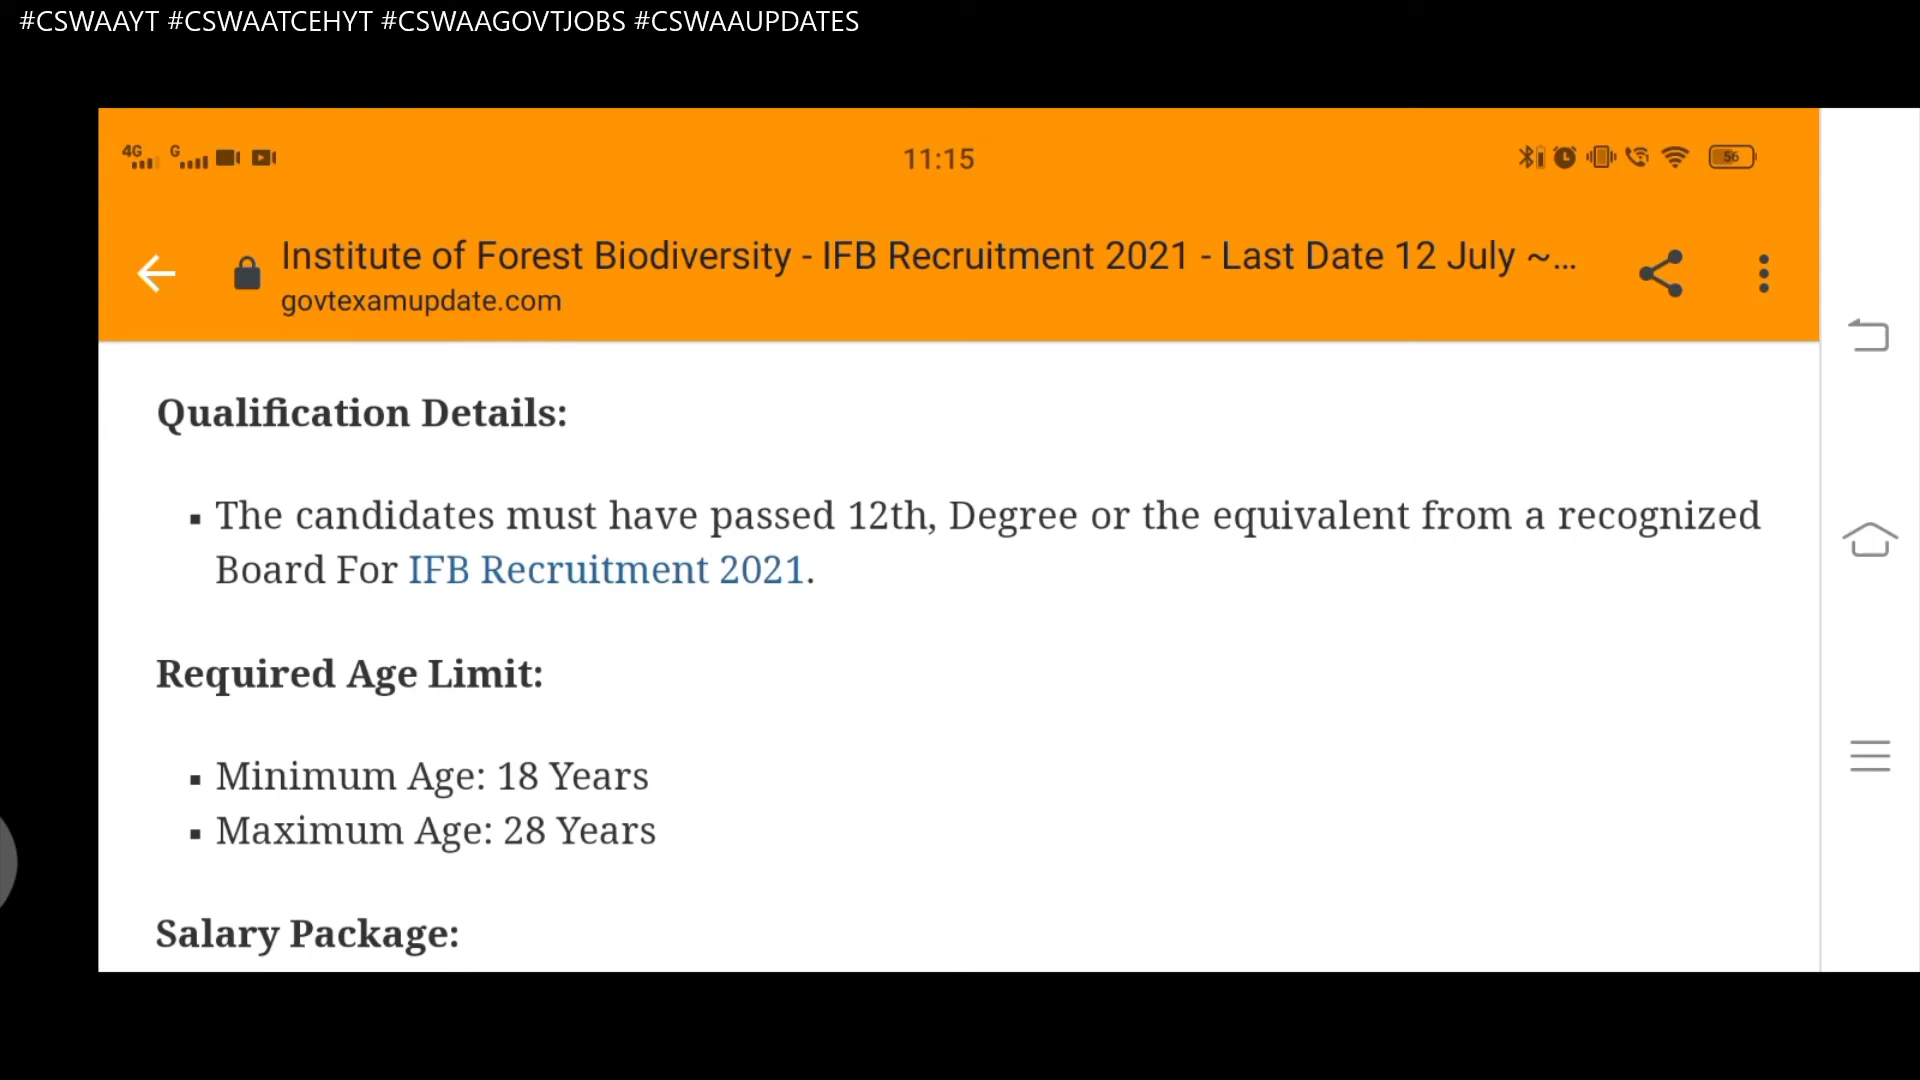 #CSWAAYT #CSWAATCEHYT #CSWAAGOVTJOBS #CSWAAUPDATES
4G G 11:15 56
Institute of Forest Biodiversity - IFB Recruitment 2021 - Last Date 12 July ~...
govtexamupdate.com
Qualification Details:
▪ The candidates must have passed 12th, Degree or the equivalent from a recognized
Board For IFB Recruitment 2021.
Required Age Limit:
▪ Minimum Age: 18 Years
▪ Maximum Age: 28 Years
Salary Package: